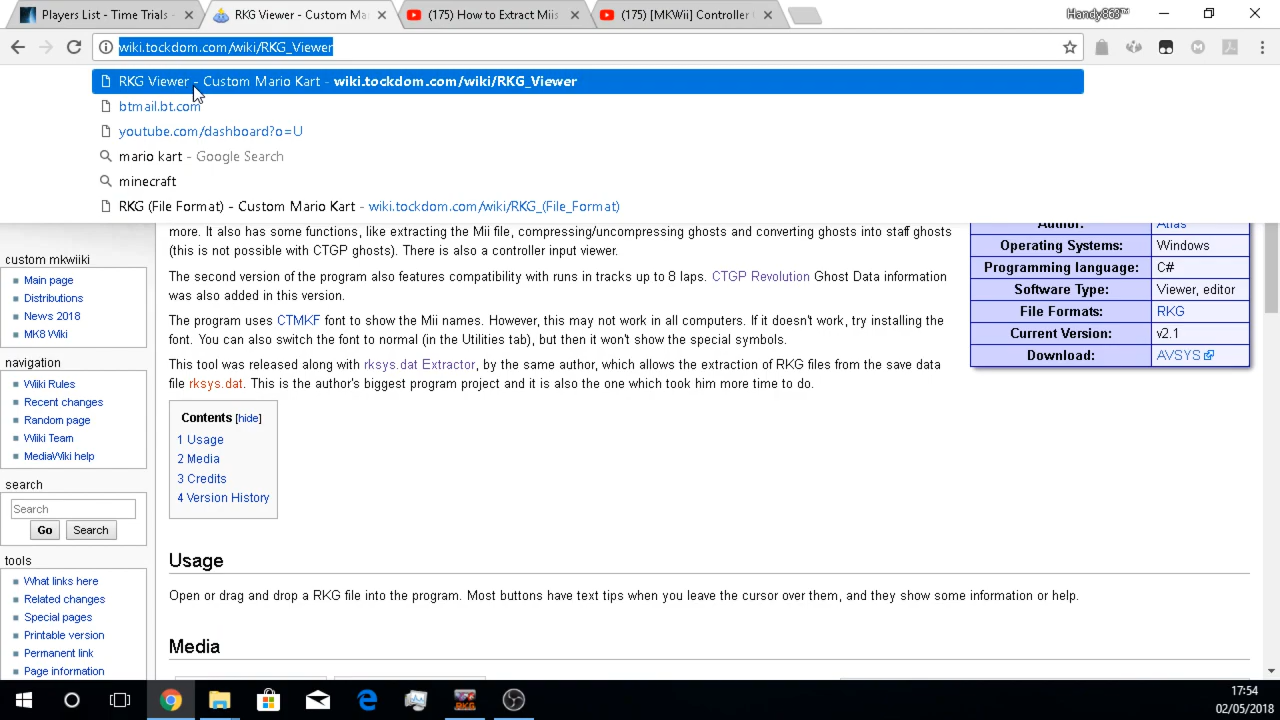 Players List - Time Trials -
RKG Viewer - Custom Ma
(175) How to Extract Miis
(175) [MKWii] Controller
Handy863™
wiki.tockdom.com/wiki/RKG_Viewer
RKG Viewer - Custom Mario Kart - wiki.tockdom.com/wiki/RKG_Viewer
btmail.bt.com
youtube.com/dashboard?o=U
mario kart - Google Search
minecraft
RKG (File Format) - Custom Mario Kart - wiki.tockdom.com/wiki/RKG_(File_Format)
more. It also has some functions, like extracting the Mii file, compressing/uncompressing ghosts and converting ghosts into staff ghosts
(this is not possible with CTGP ghosts). There is also a controller input viewer.
The second version of the program also features compatibility with runs in tracks up to 8 laps. CTGP Revolution Ghost Data information
was also added in this version.
The program uses CTMKF font to show the Mii names. However, this may not work in all computers. If it doesn't work, try installing the
font. You can also switch the font to normal (in the Utilities tab), but then it won't show the special symbols.
This tool was released along with rksys.dat Extractor, by the same author, which allows the extraction of RKG files from the save data
file rksys.dat. This is the author's biggest program project and it is also the one which took him more time to do.
Author: Atlas
Operating Systems: Windows
Programming language: C#
Software Type: Viewer, editor
File Formats: RKG
Current Version: v2.1
Download: AVSYS
custom mkwiiki
Main page
Distributions
News 2018
MK8 Wiki
navigation
Wiki Rules
Recent changes
Random page
Wiki Team
MediaWiki help
search
Search
Go Search
tools
What links here
Related changes
Special pages
Printable version
Permanent link
Page information
Contents [hide]
1 Usage
2 Media
3 Credits
4 Version History
Usage
Open or drag and drop a RKG file into the program. Most buttons have text tips when you leave the cursor over them, and they show some information or help.
Media
RKG
17:54
02/05/2018